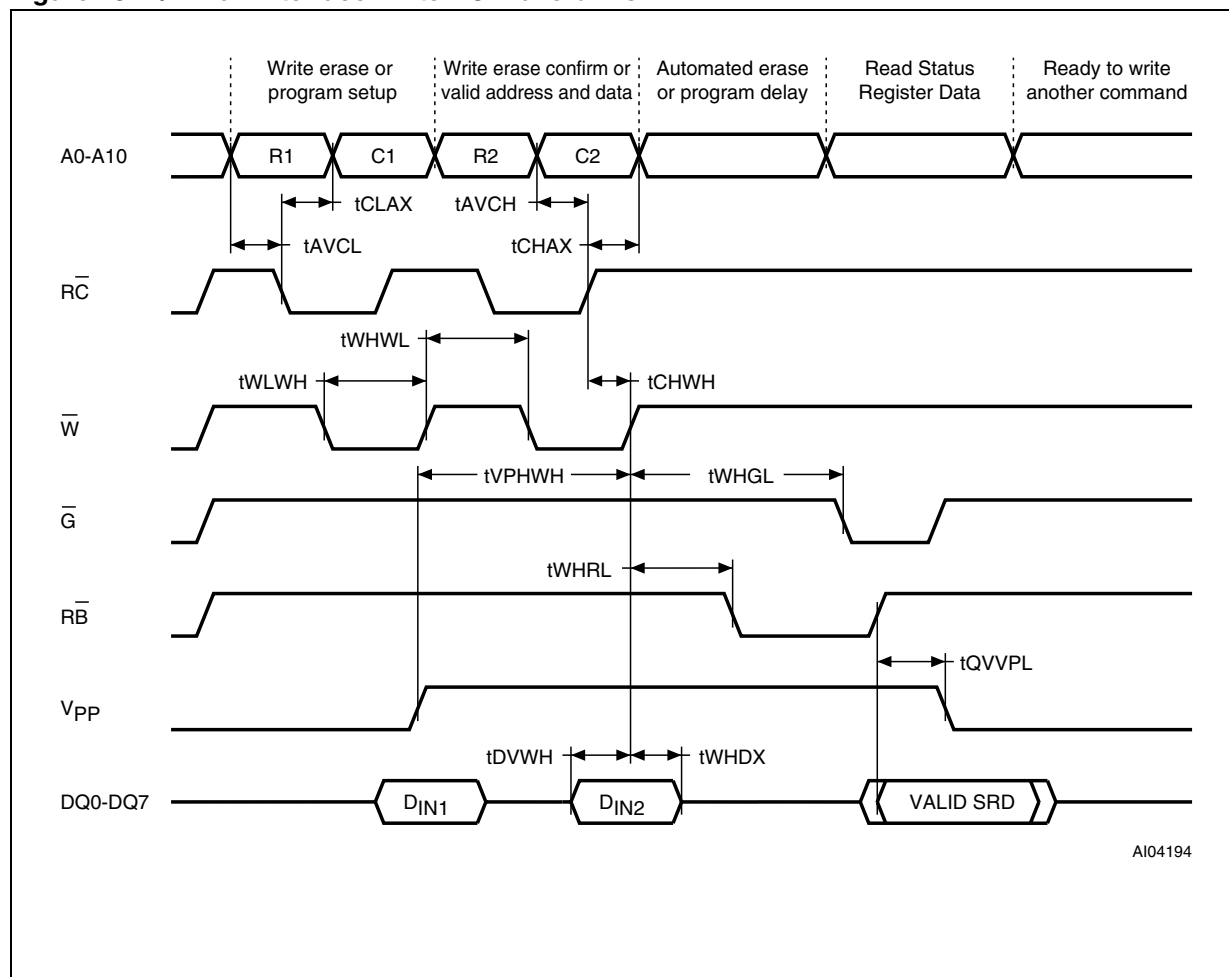 Write erase or
program setup
Write erase confirm or
valid address and data
Automated erase
or program delay
Read Status
Register Data
Ready to write
another command
A0-A10
R1
C1
R2
C2
tCLAX
tAVCH
tAVCL
tCHAX
RC̅
tWHWL
tWLWH
tCHWH
W̅
tVPHWH
tWHGL
G̅
tWHRL
RB̅
tQVVPL
VPP
tDVWH
tWHDX
DQ0-DQ7
DIN1
DIN2
VALID SRD
AI04194